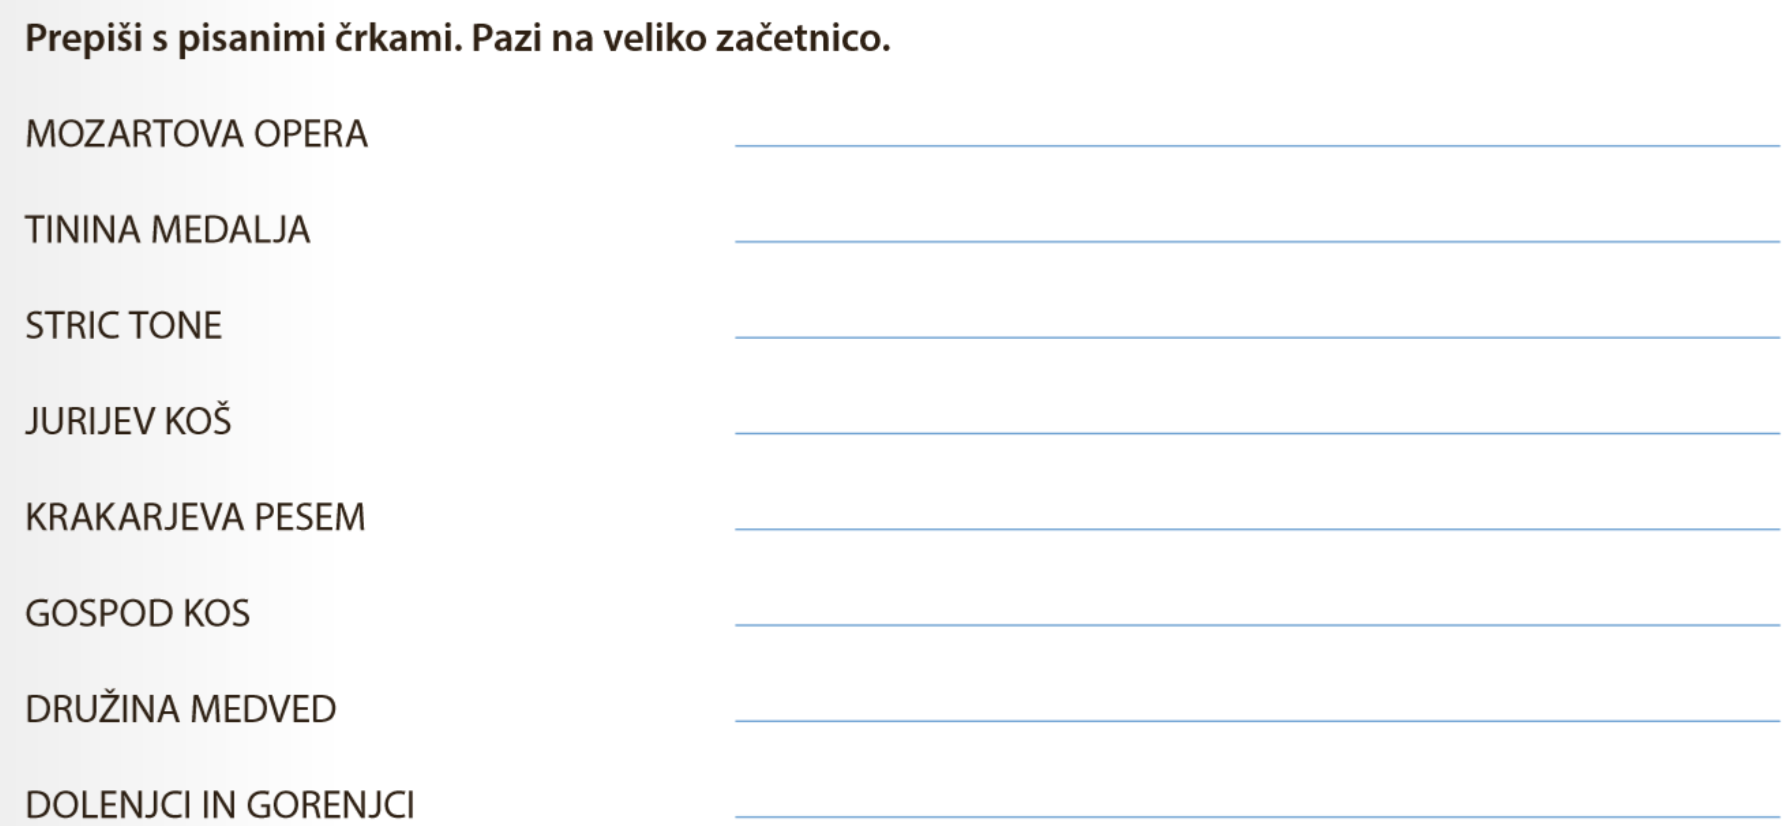 Prepiši s pisanimi črkami. Pazi na veliko začetnico.
MOZARTOVA OPERA
TININA MEDALJA
STRIC TONE
JURIJEV KOŠ
KRAKARJEVA PESEM
GOSPOD KOS
DRUŽINA MEDVED
DOLENJCI IN GORENJCI